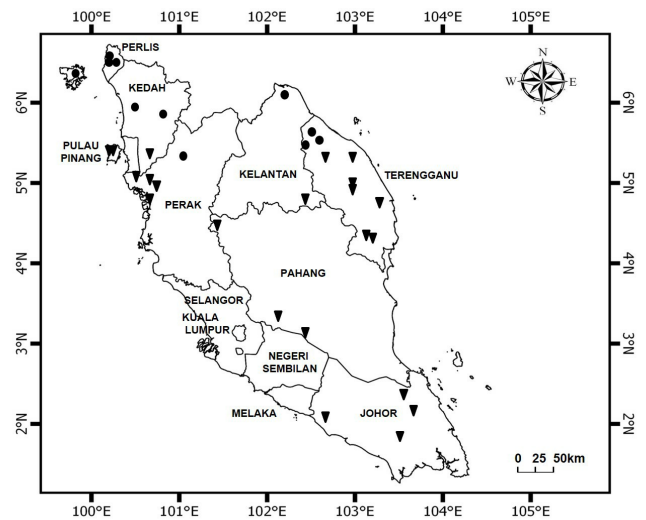 100°E 101°E 102°E 103°E 104°E 105°E
PERLIS
N
W E
S
KEDAH
6°N 6°N
PULAU
PINANG
KELANTAN
TERENGGANU
5°N 5°N
PERAK
4°N 4°N
PAHANG
SELANGOR
KUALA
LUMPUR
3°N 3°N
NEGERI
SEMBILAN
MELAKA
JOHOR
2°N 2°N
0 25 50km
100°E 101°E 102°E 103°E 104°E 105°E